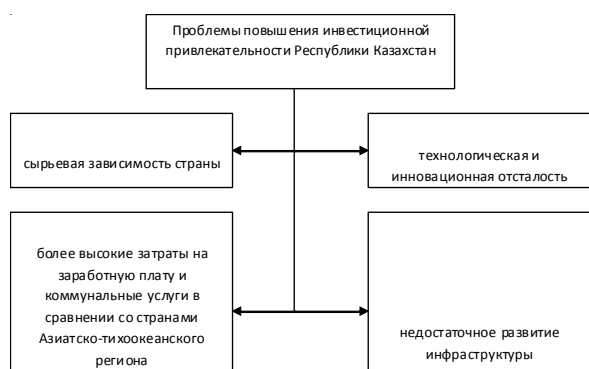 Проблемы повышения инвестиционной
привлекательности Республики Казахстан
сырьевая зависимость страны
технологическая и
инновационная отсталость
более высокие затраты на
заработную плату и
коммунальные услуги в
сравнении со странами
Азиатско-тихоокеанского
региона
недостаточное развитие
инфраструктуры